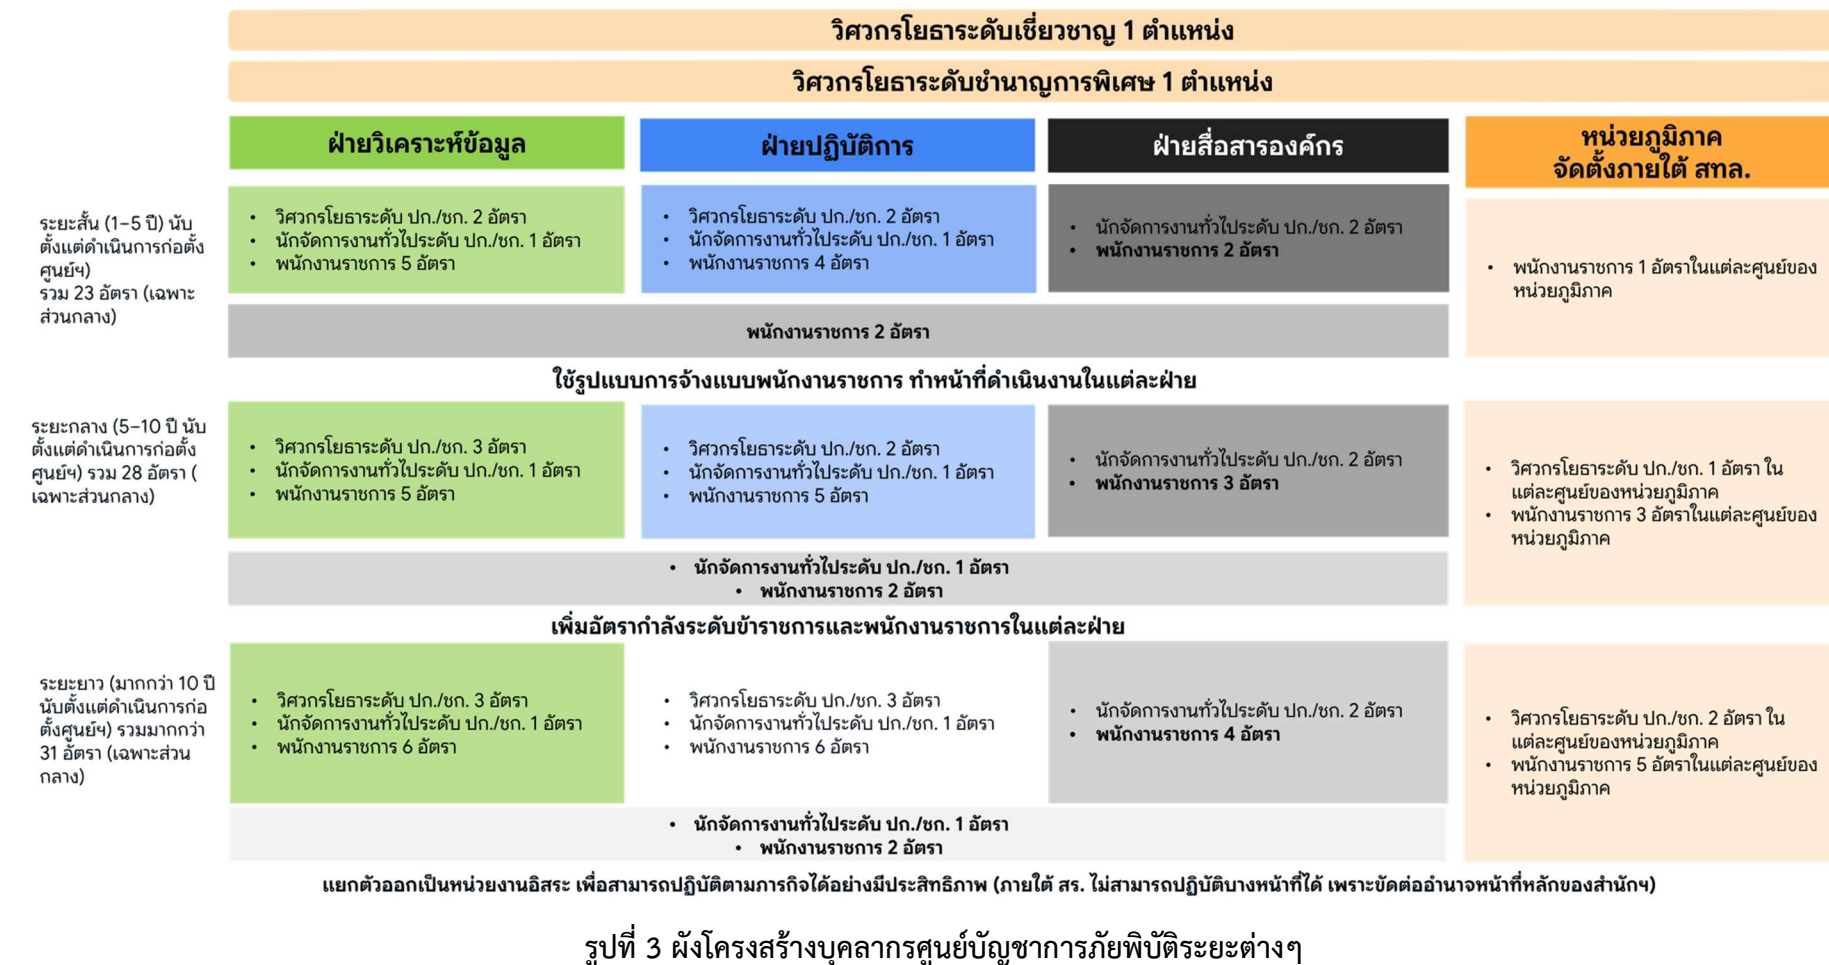 วิศวกรโยธาระดับเชี่ยวชาญ 1 ตำแหน่ง
วิศวกรโยธาระดับชำนาญการพิเศษ 1 ตำแหน่ง
ฝ่ายวิเคราะห์ข้อมูล
ฝ่ายปฏิบัติการ
ฝ่ายสื่อสารองค์กร
หน่วยภูมิภาค
จัดตั้งภายใต้ สทล.
ระยะสั้น (1-5 ปี) นับ
ตั้งแต่ดำเนินการก่อตั้ง
ศูนย์ฯ)
รวม 23 อัตรา (เฉพาะ
ส่วนกลาง)
• วิศวกรโยธาระดับ ปก./ชก. 2 อัตรา
• นักจัดการงานทั่วไประดับ ปก./ชก. 1 อัตรา
• พนักงานราชการ 5 อัตรา
• วิศวกรโยธาระดับ ปก./ชก. 2 อัตรา
• นักจัดการงานทั่วไประดับ ปก./ชก. 1 อัตรา
• พนักงานราชการ 4 อัตรา
• นักจัดการงานทั่วไประดับ ปก./ชก. 2 อัตรา
• พนักงานราชการ 2 อัตรา
• พนักงานราชการ 1 อัตราในแต่ละศูนย์ของ
หน่วยภูมิภาค
พนักงานราชการ 2 อัตรา
ใช้รูปแบบการจ้างแบบพนักงานราชการ ทำหน้าที่ดำเนินงานในแต่ละฝ่าย
ระยะกลาง (5-10 ปี นับ
ตั้งแต่ดำเนินการก่อตั้ง
ศูนย์ฯ) รวม 28 อัตรา (
เฉพาะส่วนกลาง)
• วิศวกรโยธาระดับ ปก./ชก. 3 อัตรา
• นักจัดการงานทั่วไประดับ ปก./ชก. 1 อัตรา
• พนักงานราชการ 5 อัตรา
• วิศวกรโยธาระดับ ปก./ชก. 2 อัตรา
• นักจัดการงานทั่วไประดับ ปก./ชก. 1 อัตรา
• พนักงานราชการ 5 อัตรา
• นักจัดการงานทั่วไประดับ ปก./ชก. 2 อัตรา
• พนักงานราชการ 3 อัตรา
• วิศวกรโยธาระดับ ปก./ชก. 1 อัตรา ใน
แต่ละศูนย์ของหน่วยภูมิภาค
• พนักงานราชการ 3 อัตราในแต่ละศูนย์ของ
หน่วยภูมิภาค
• นักจัดการงานทั่วไประดับ ปก./ชก. 1 อัตรา
• พนักงานราชการ 2 อัตรา
เพิ่มอัตรากำลังระดับข้าราชการและพนักงานราชการในแต่ละฝ่าย
ระยะยาว (มากกว่า 10 ปี
นับตั้งแต่ดำเนินการก่อ
ตั้งศูนย์ฯ) รวมมากกว่า
31 อัตรา (เฉพาะส่วน
กลาง)
• วิศวกรโยธาระดับ ปก./ชก. 3 อัตรา
• นักจัดการงานทั่วไประดับ ปก./ชก. 1 อัตรา
• พนักงานราชการ 6 อัตรา
• วิศวกรโยธาระดับ ปก./ชก. 3 อัตรา
• นักจัดการงานทั่วไประดับ ปก./ชก. 1 อัตรา
• พนักงานราชการ 6 อัตรา
• นักจัดการงานทั่วไประดับ ปก./ชก. 2 อัตรา
• พนักงานราชการ 4 อัตรา
• วิศวกรโยธาระดับ ปก./ชก. 2 อัตรา ใน
แต่ละศูนย์ของหน่วยภูมิภาค
• พนักงานราชการ 5 อัตราในแต่ละศูนย์ของ
หน่วยภูมิภาค
• นักจัดการงานทั่วไประดับ ปก./ชก. 1 อัตรา
• พนักงานราชการ 2 อัตรา
แยกตัวออกเป็นหน่วยงานอิสระ เพื่อสามารถปฏิบัติตามภารกิจได้อย่างมีประสิทธิภาพ (ภายใต้ สร. ไม่สามารถปฏิบัติบางหน้าที่ได้ เพราะขัดต่ออำนาจหน้าที่หลักของสำนักฯ)
รูปที่ 3 ผังโครงสร้างบุคลากรศูนย์บัญชาการภัยพิบัติระยะต่างๆ